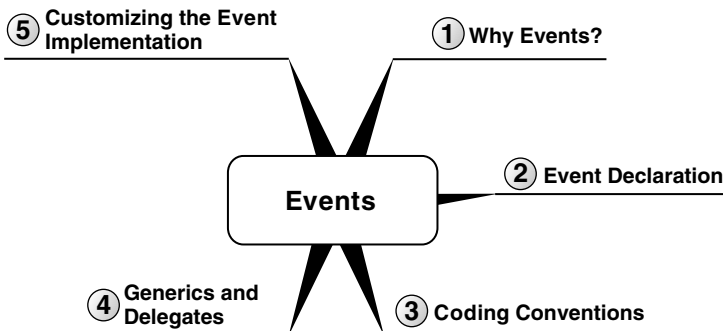 5 Customizing the Event
Implementation
1 Why Events?
2 Event Declaration
Events
4 Generics and
Delegates
3 Coding Conventions